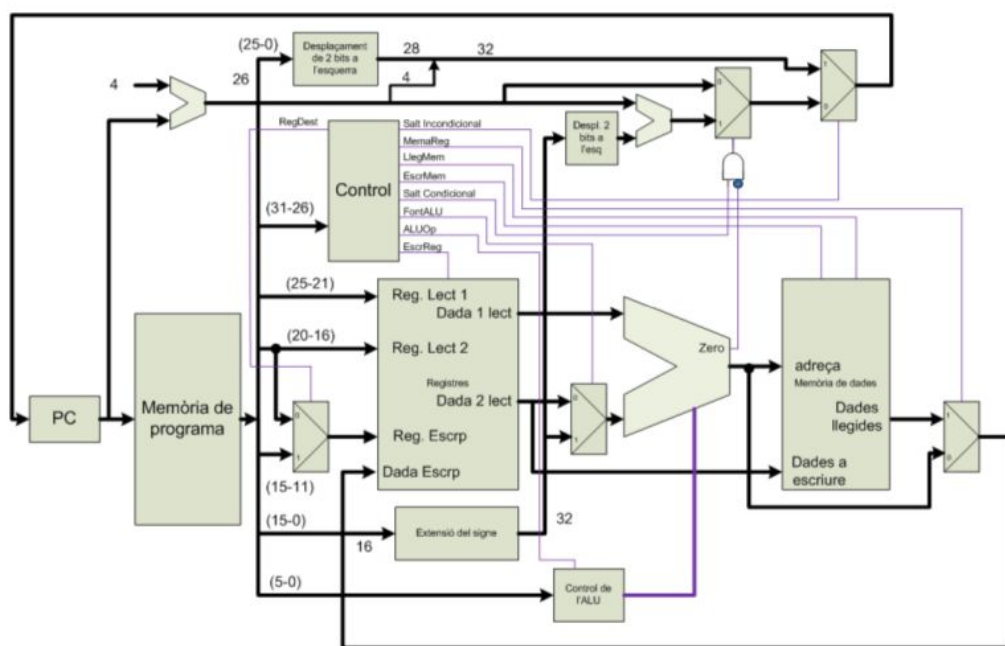 (25-0)
Desplaçament
de 2 bits a
l'esquerra
28
32
4
26
4
1
0
0
1
Despl. 2
bits a
l'esq
RegDest
Control
Salt Incondicional
MemaReg
LlegMem
EscrMem
Salt Condicional
FontALU
ALUOp
EscrReg
(31-26)
(25-21)
Reg. Lect 1
Dada 1 lect
(20-16)
Reg. Lect 2
Registres
Dada 2 lect
Reg. Escrp
Dada Escrp
0
1
(15-11)
PC
Memòria de
programa
0
1
Zero
adreça
Memòria de dades
Dades
llegides
Dades a
escriure
1
0
(15-0)
16
Extensió del signe
32
(5-0)
Control de
l'ALU